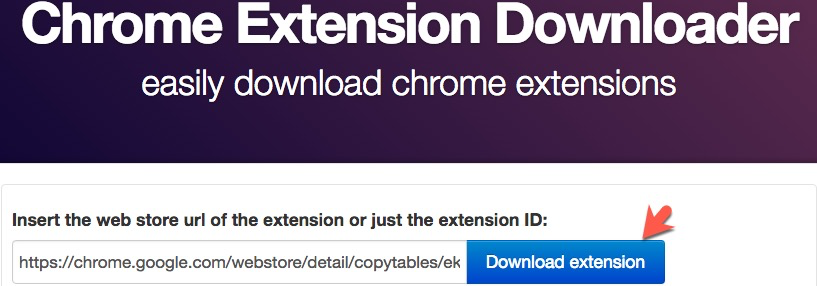 Chrome Extension Downloader
easily download chrome extensions
Insert the web store url of the extension or just the extension ID:
https://chrome.google.com/webstore/detail/copytables/ek
Download extension